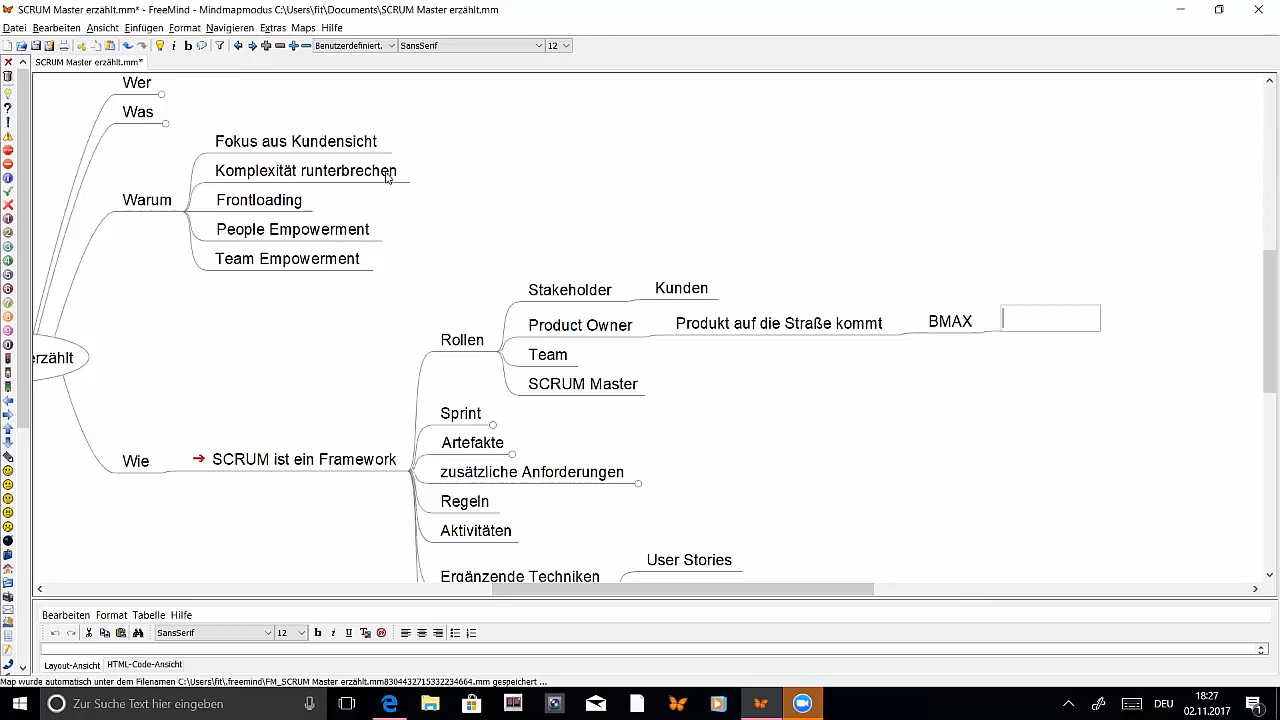 SCRUM Master erzählt.mm* - FreeMind - Mindmapmodus C:\Users\fit\Documents\SCRUM Master erzählt.mm
Datei Bearbeiten Ansicht Einfügen Format Navigieren Extras Maps Hilfe
Benutzerdefiniert. SansSerif 12
SCRUM Master erzählt.mm*
Wer
Was
Warum
Fokus aus Kundensicht
Komplexität runterbrechen
Frontloading
People Empowerment
Team Empowerment
erzählt
Wie
SCRUM ist ein Framework
Rollen
Stakeholder
Kunden
Product Owner
Produkt auf die Straße kommt
BMAX
Team
SCRUM Master
Sprint
Artefakte
zusätzliche Anforderungen
Regeln
Aktivitäten
Ergänzende Techniken
User Stories
Bearbeiten Format Tabelle Hilfe
SansSerif 12 b i U
Layout-Ansicht HTML-Code-Ansicht
Map wurde automatisch unter dem Filenamen C:\Users\fit\.freemind\FM_SCRUM Master erzählt.mm8304432715332234664.mm gespeichert ...
Zur Suche Text hier eingeben
DEU
18:27
02.11.2017
1